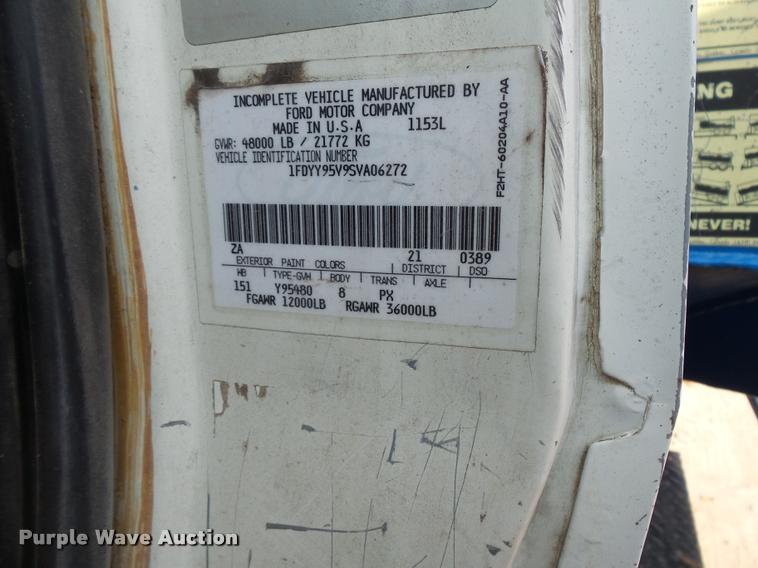 INCOMPLETE VEHICLE MANUFACTURED BY
FORD MOTOR COMPANY
MADE IN U.S.A 1153L
GVWR: 48000 LB / 21772 KG
VEHICLE IDENTIFICATION NUMBER
1FDYY95V9SVA06272
F2HT-60204A10-AA
ZA 21 0389
EXTERIOR PAINT COLORS DISTRICT DSO
WB TYPE-GVW BODY TRANS AXLE
151 Y95480 8 PX
FGAWR 12000LB RGAWR 36000LB
NG
NEVER!
Purple Wave Auction